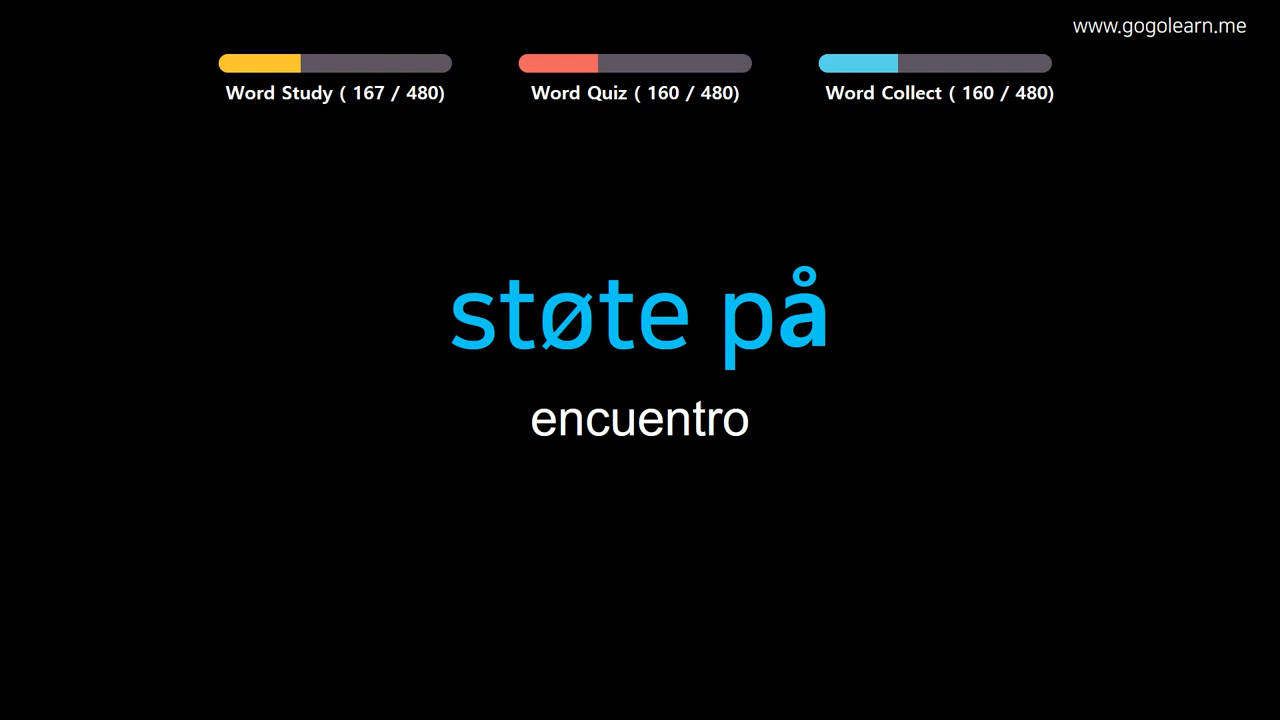 www.gogolearn.me
Word Study ( 167 / 480)
Word Quiz ( 160 / 480)
Word Collect ( 160 / 480)
støte på
encuentro